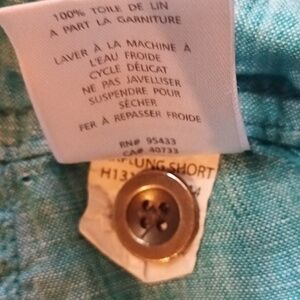 100% TOILE DE LIN
A PART LA GARNITURE
LAVER À LA MACHINE À
L'EAU FROIDE
CYCLE DÉLICAT
NE PAS JAVELLISER
SUSPENDRE POUR
SÉCHER
FER À REPASSER FROIDE
RN# 95433
CA# 40733
SHORT